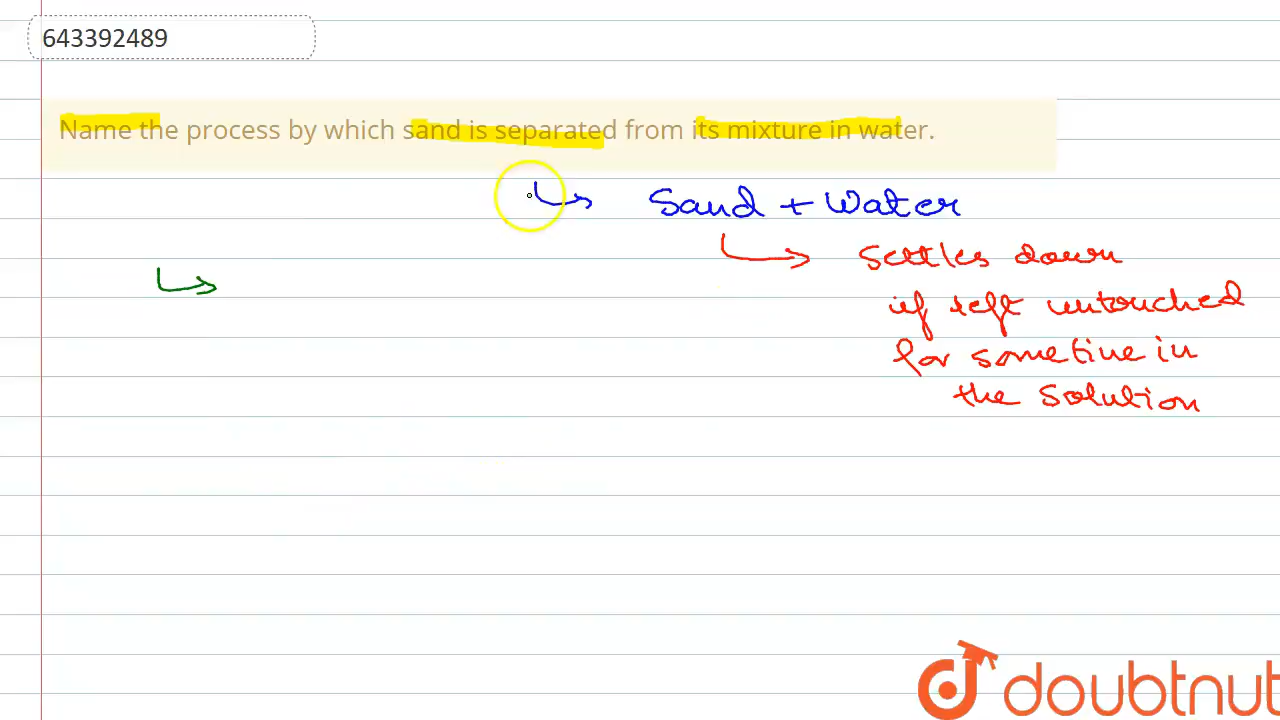 643392489
Name the process by which sand is separated from its mixture in water.
Sand + Water
Settles down
if left untouched
for sometime in
the solution
doubtnut